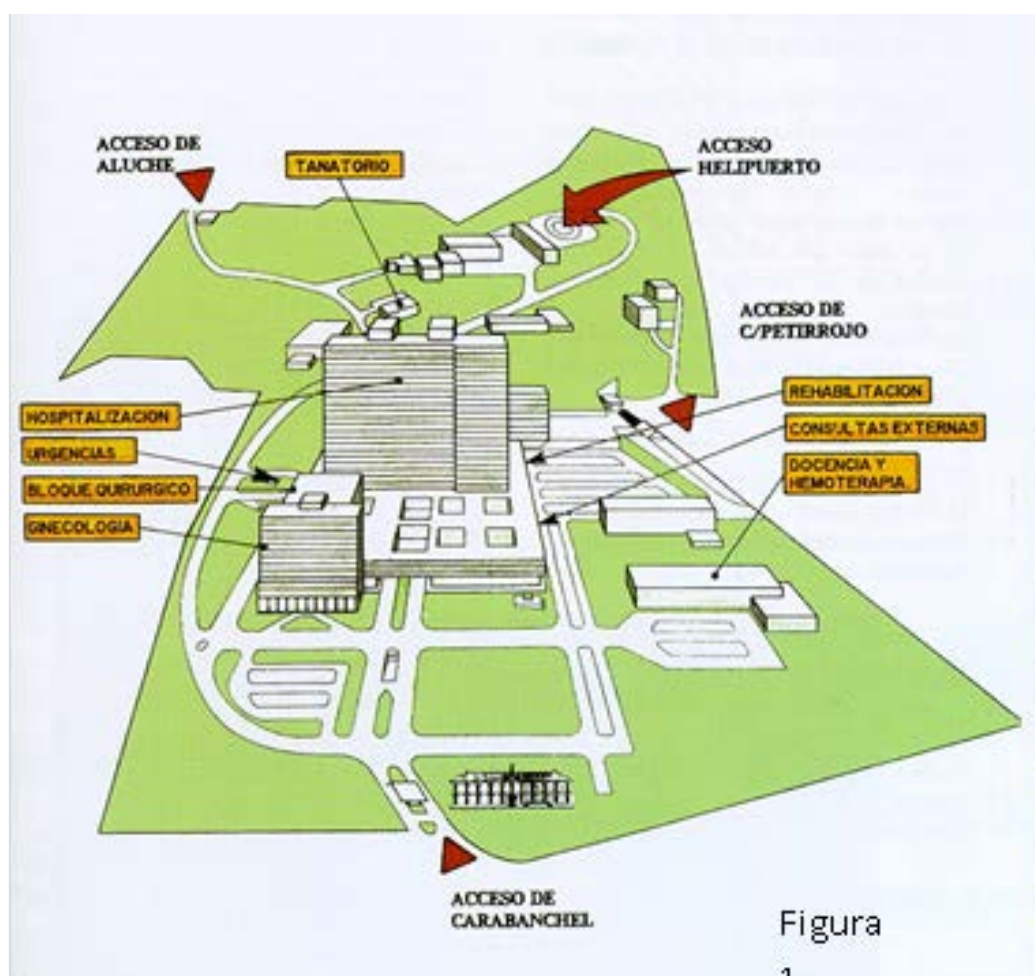 ACCESO DE
ALUCHE
TANATORIO
ACCESO
HELIPUERTO
ACCESO DE
C/PETIRROJO
HOSPITALIZACION
URGENCIAS
BLOQUE QUIRURGICO
GINECOLOGIA
REHABILITACION
CONSULTAS EXTERNAS
DOCENCIA Y
HEMOTERAPIA
ACCESO DE
CARABANCHEL
Figura